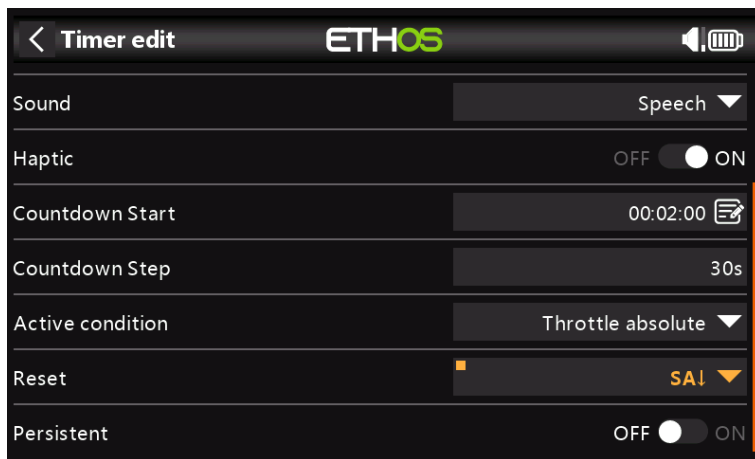 Timer edit ETHOS
Sound Speech
Haptic OFF ON
Countdown Start 00:02:00
Countdown Step 30s
Active condition Throttle absolute
Reset SA↓
Persistent OFF ON